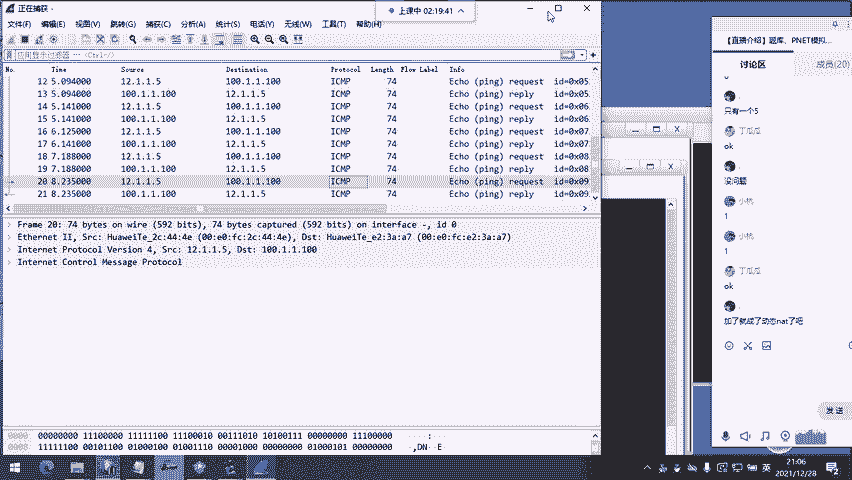 正在捕获 -
上课中 02:19:41
文件(F) 编辑(E) 视图(V) 跳转(G) 捕获(C) 分析(A) 统计(S) 电话(Y) 无线(W) 工具(T) 帮助(H)
应用显示过滤器 … <Ctrl-/>
No. Time Source Destination Protocol Length Flow Label Info
12 5.094000 12.1.1.5 100.1.1.100 ICMP 74 Echo (ping) request id=0x05
13 5.094000 100.1.1.100 12.1.1.5 ICMP 74 Echo (ping) reply id=0x05
14 5.141000 12.1.1.5 100.1.1.100 ICMP 74 Echo (ping) request id=0x06
15 5.141000 100.1.1.100 12.1.1.5 ICMP 74 Echo (ping) reply id=0x06
16 6.125000 12.1.1.5 100.1.1.100 ICMP 74 Echo (ping) request id=0x07
17 6.141000 100.1.1.100 12.1.1.5 ICMP 74 Echo (ping) reply id=0x07
18 7.188000 12.1.1.5 100.1.1.100 ICMP 74 Echo (ping) request id=0x08
19 7.188000 100.1.1.100 12.1.1.5 ICMP 74 Echo (ping) reply id=0x08
20 8.235000 12.1.1.5 100.1.1.100 ICMP 74 Echo (ping) request id=0x09
21 8.235000 100.1.1.100 12.1.1.5 ICMP 74 Echo (ping) reply id=0x09
Frame 20: 74 bytes on wire (592 bits), 74 bytes captured (592 bits) on interface -, id 0
Ethernet II, Src: HuaweiTe_2c:44:4e (00:e0:fc:2c:44:4e), Dst: HuaweiTe_e2:3a:a7 (00:e0:fc:e2:3a:a7)
Internet Protocol Version 4, Src: 12.1.1.5, Dst: 100.1.1.100
Internet Control Message Protocol
0000 00000000 11100000 11111100 11100010 00111010 10100111 00000000 11100000 ····:···
0008 11111100 00101100 01000100 01001110 00001000 00000000 01000101 00000000 ·,DN··E·
【直播介绍】题库、PNET模拟...
讨论区 成员(20)
只有一个5
丁瓜瓜
ok
没问题
小桃
1
小桃
1
丁瓜瓜
ok
加了就成了动态nat了吧
发送
英
21:06
2021/12/28